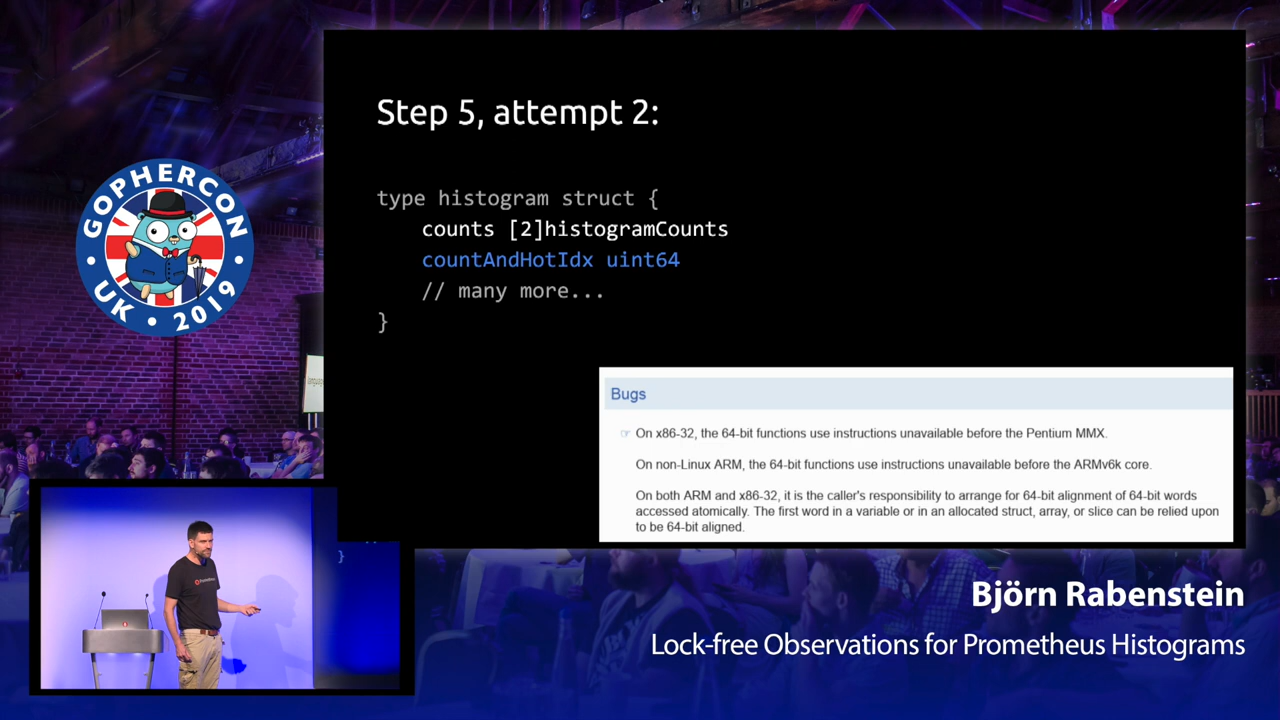 GOPHERCON
UK • 2019
Step 5, attempt 2:
type histogram struct {
counts [2]histogramCounts
countAndHotIdx uint64
// many more...
}
Bugs
☞ On x86-32, the 64-bit functions use instructions unavailable before the Pentium MMX.
On non-Linux ARM, the 64-bit functions use instructions unavailable before the ARMv6k core.
On both ARM and x86-32, it is the caller's responsibility to arrange for 64-bit alignment of 64-bit words
accessed atomically. The first word in a variable or in an allocated struct, array, or slice can be relied upon
to be 64-bit aligned.
}
Björn Rabenstein
Lock-free Observations for Prometheus Histograms